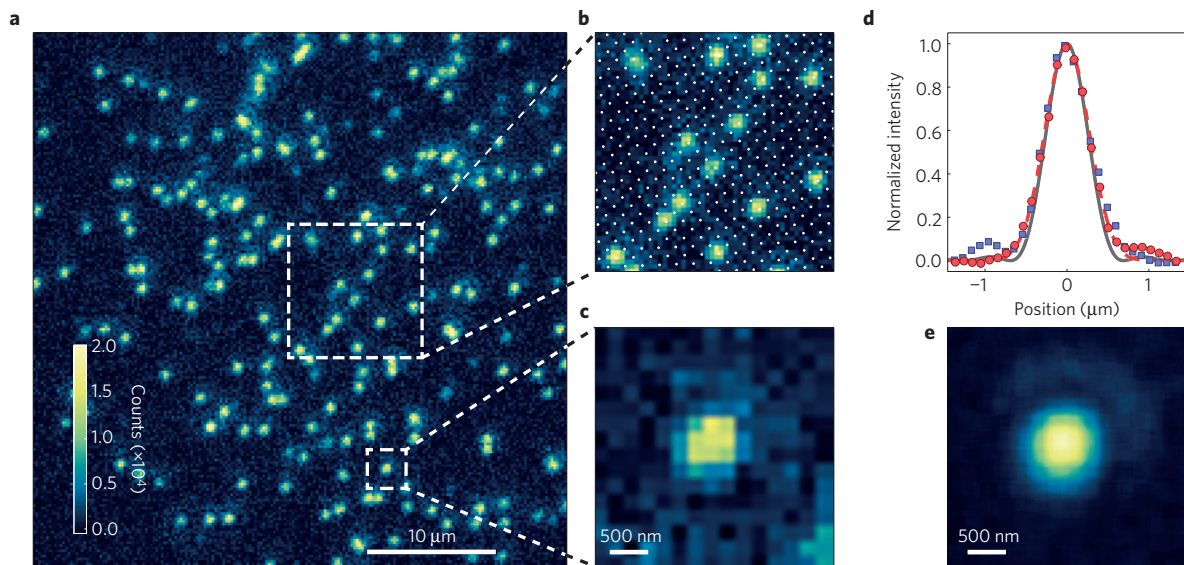 a
2.0
1.5
1.0
0.5
0.0
Counts (×10⁴)
10 μm
b
c
500 nm
d
1.0
0.8
0.6
0.4
0.2
0.0
Normalized intensity
−1
0
1
Position (μm)
e
500 nm